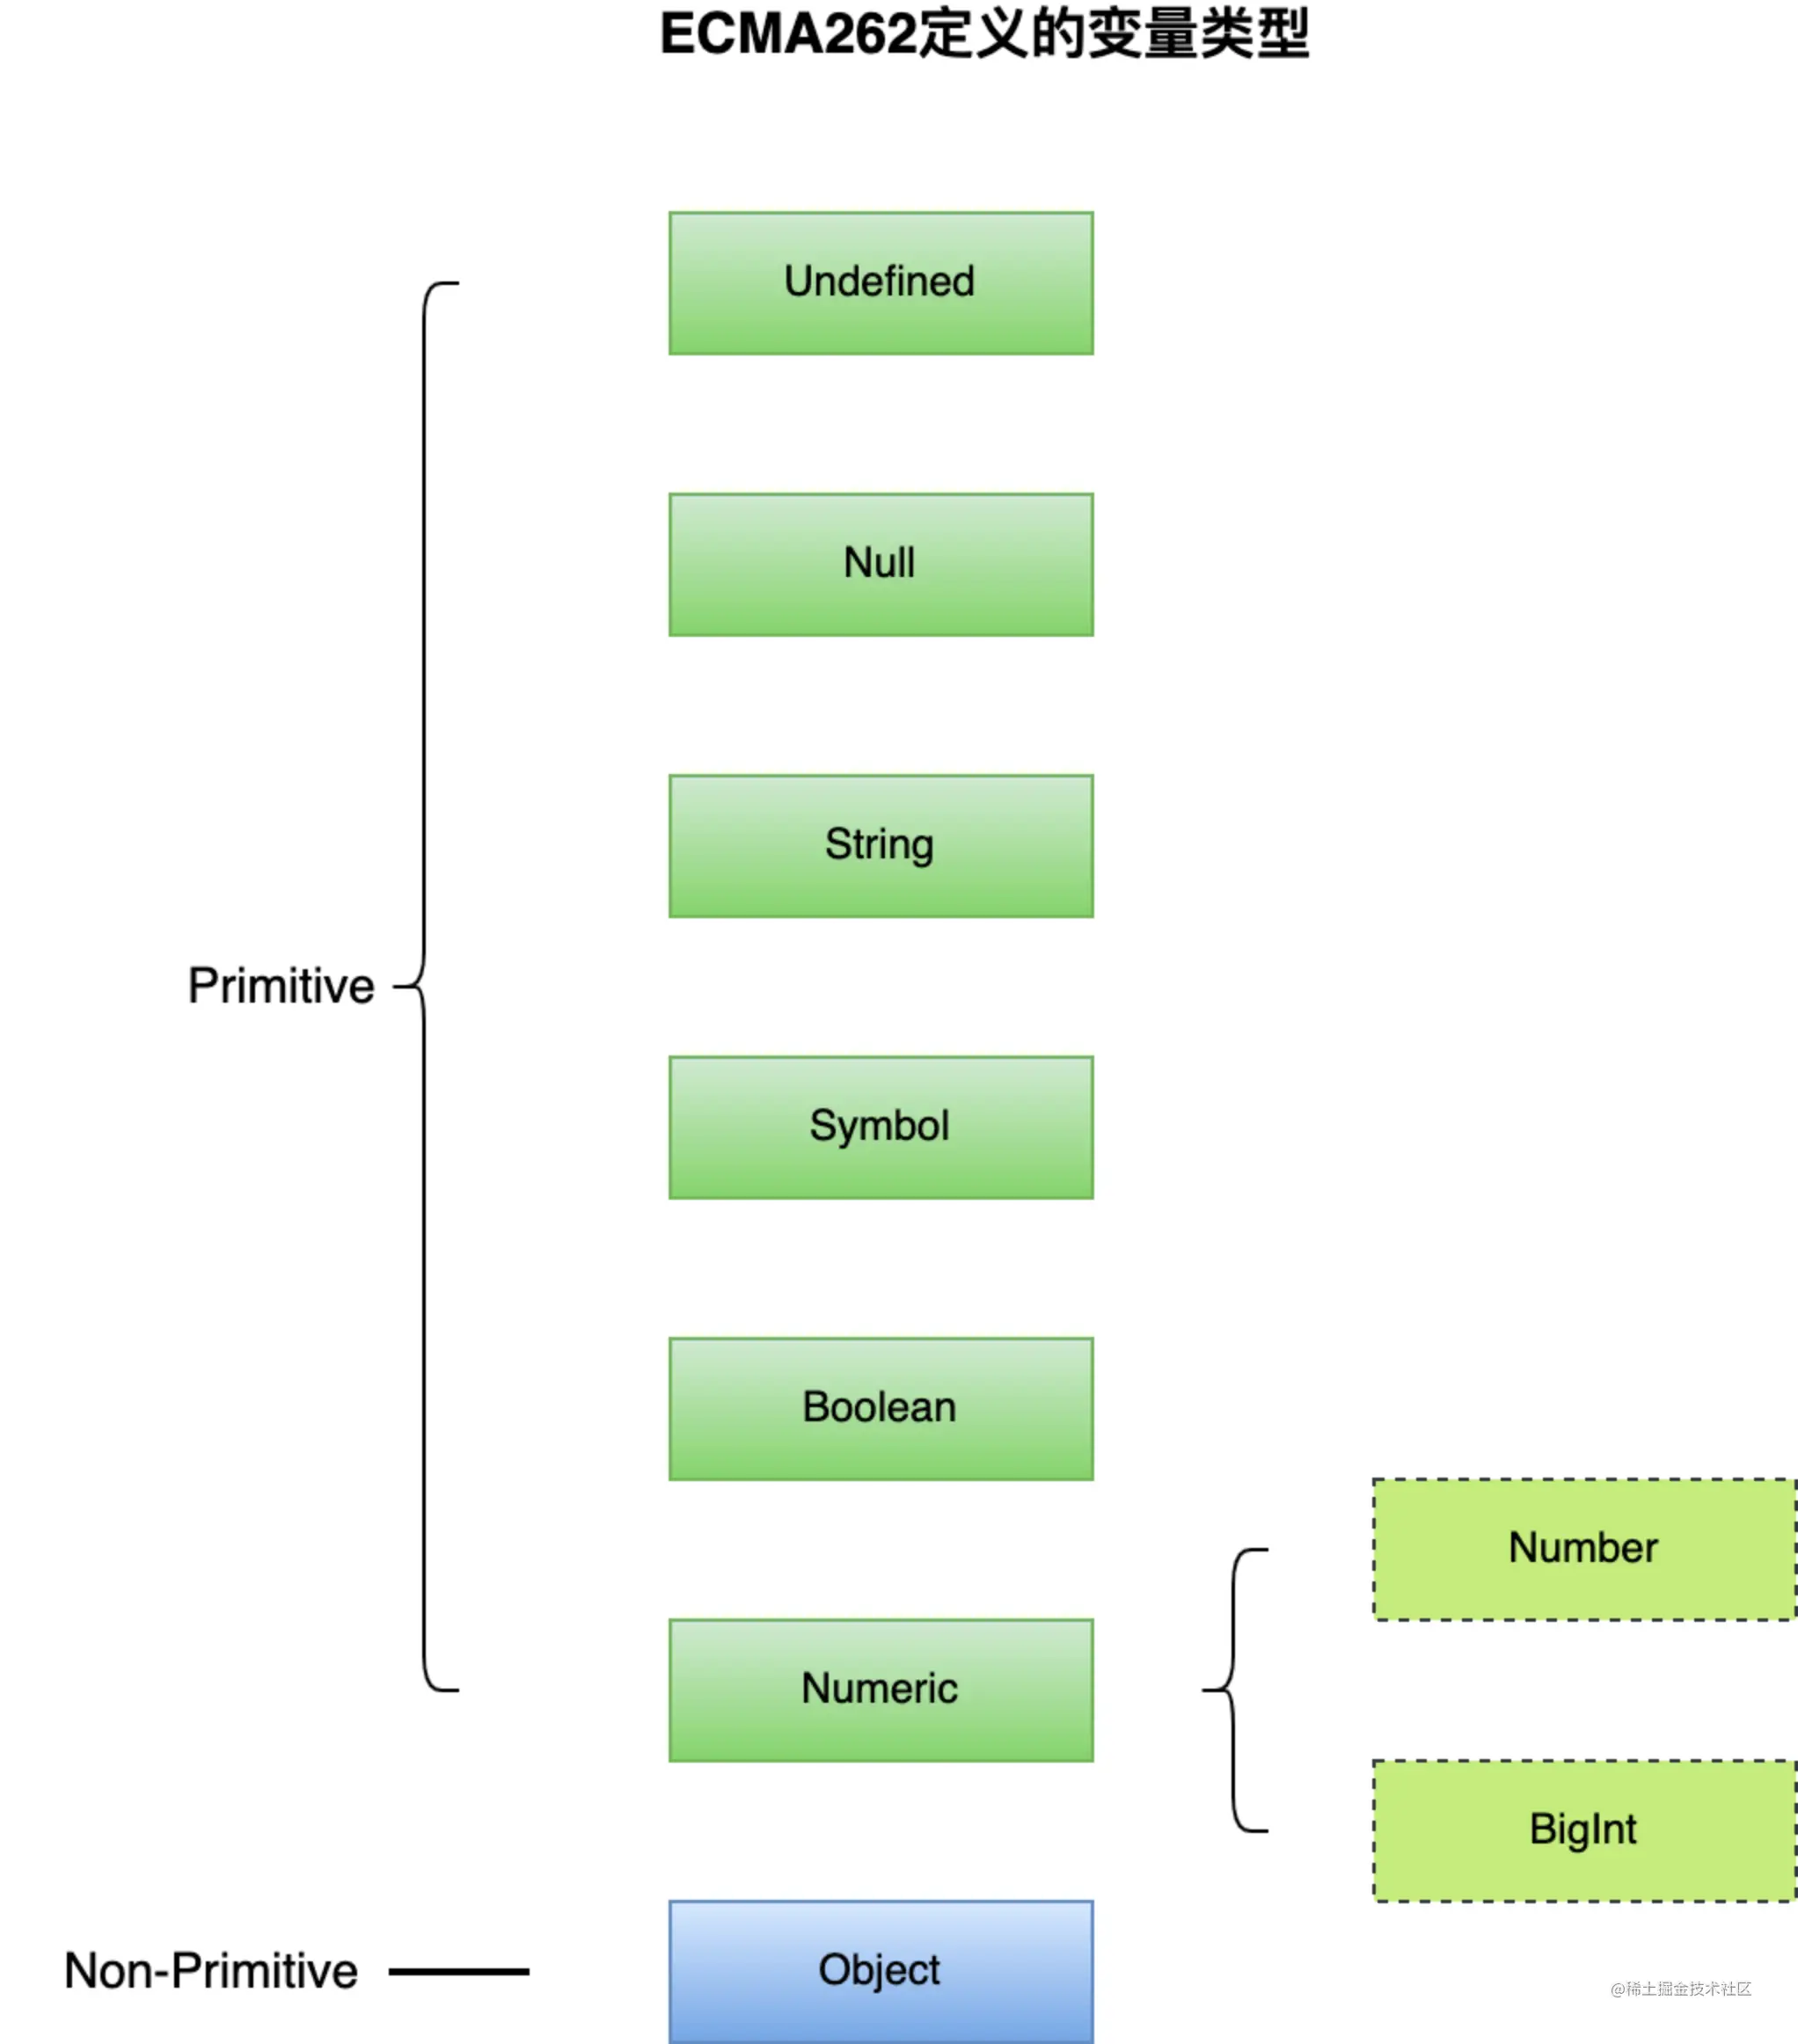 ECMA262定义的变量类型
Undefined
Null
String
Primitive
Symbol
Boolean
Number
Numeric
BigInt
Non-Primitive
Object
@稀土掘金技术社区